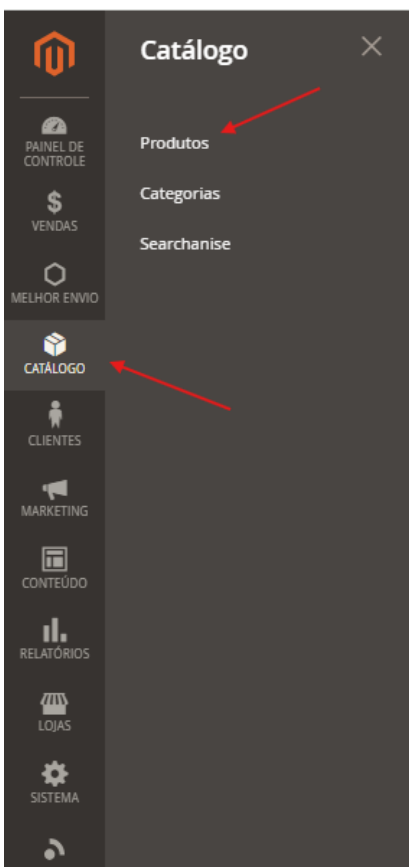 Catálogo
Produtos
Categorias
Searchanise
PAINEL DE
CONTROLE
VENDAS
MELHOR ENVIO
CATÁLOGO
CLIENTES
MARKETING
CONTEÚDO
RELATÓRIOS
LOJAS
SISTEMA